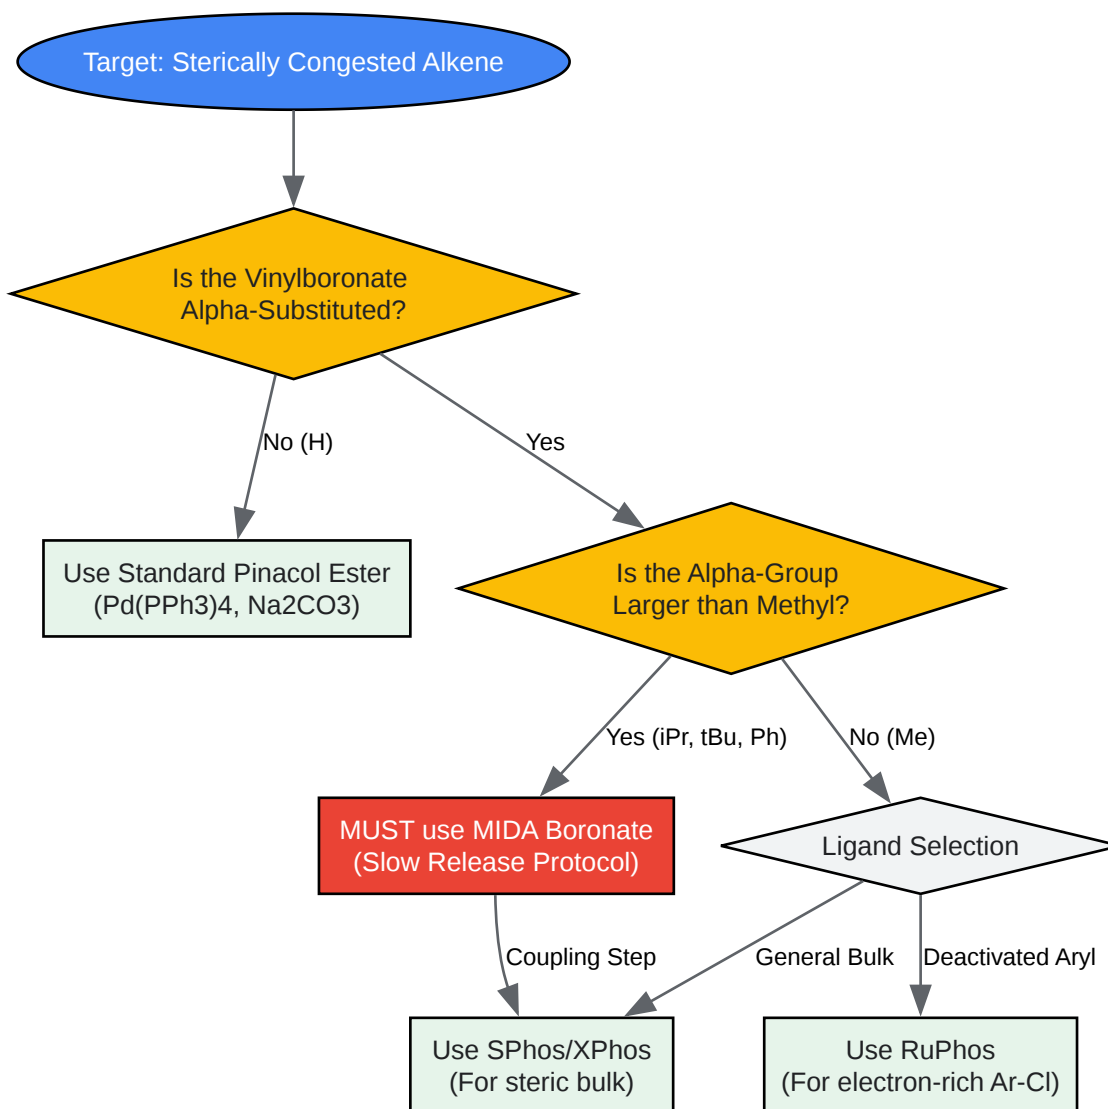 Target: Sterically Congested Alkene
Is the Vinylboronate
Alpha-Substituted?
No (H)
Yes
Use Standard Pinacol Ester
(Pd(PPh3)4, Na2CO3)
Is the Alpha-Group
Larger than Methyl?
Yes (iPr, tBu, Ph)
No (Me)
MUST use MIDA Boronate
(Slow Release Protocol)
Ligand Selection
Coupling Step
General Bulk
Deactivated Aryl
Use SPhos/XPhos
(For steric bulk)
Use RuPhos
(For electron-rich Ar-Cl)